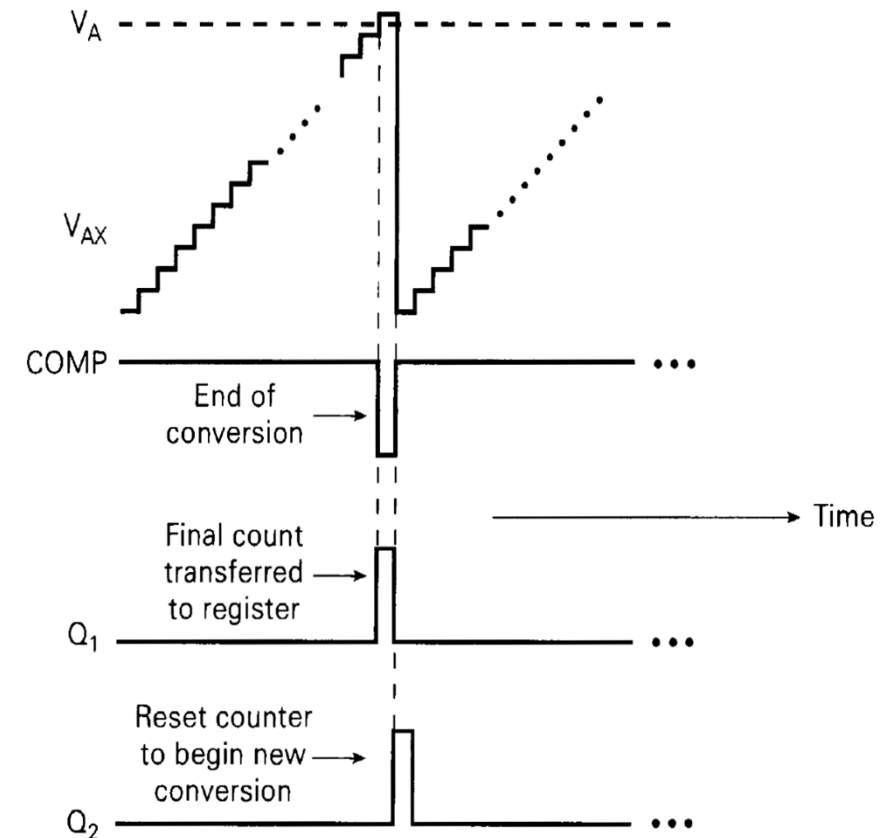 V_A
V_AX
COMP
End of
conversion
Time
Final count
transferred
to register
Q_1
Reset counter
to begin new
conversion
Q_2